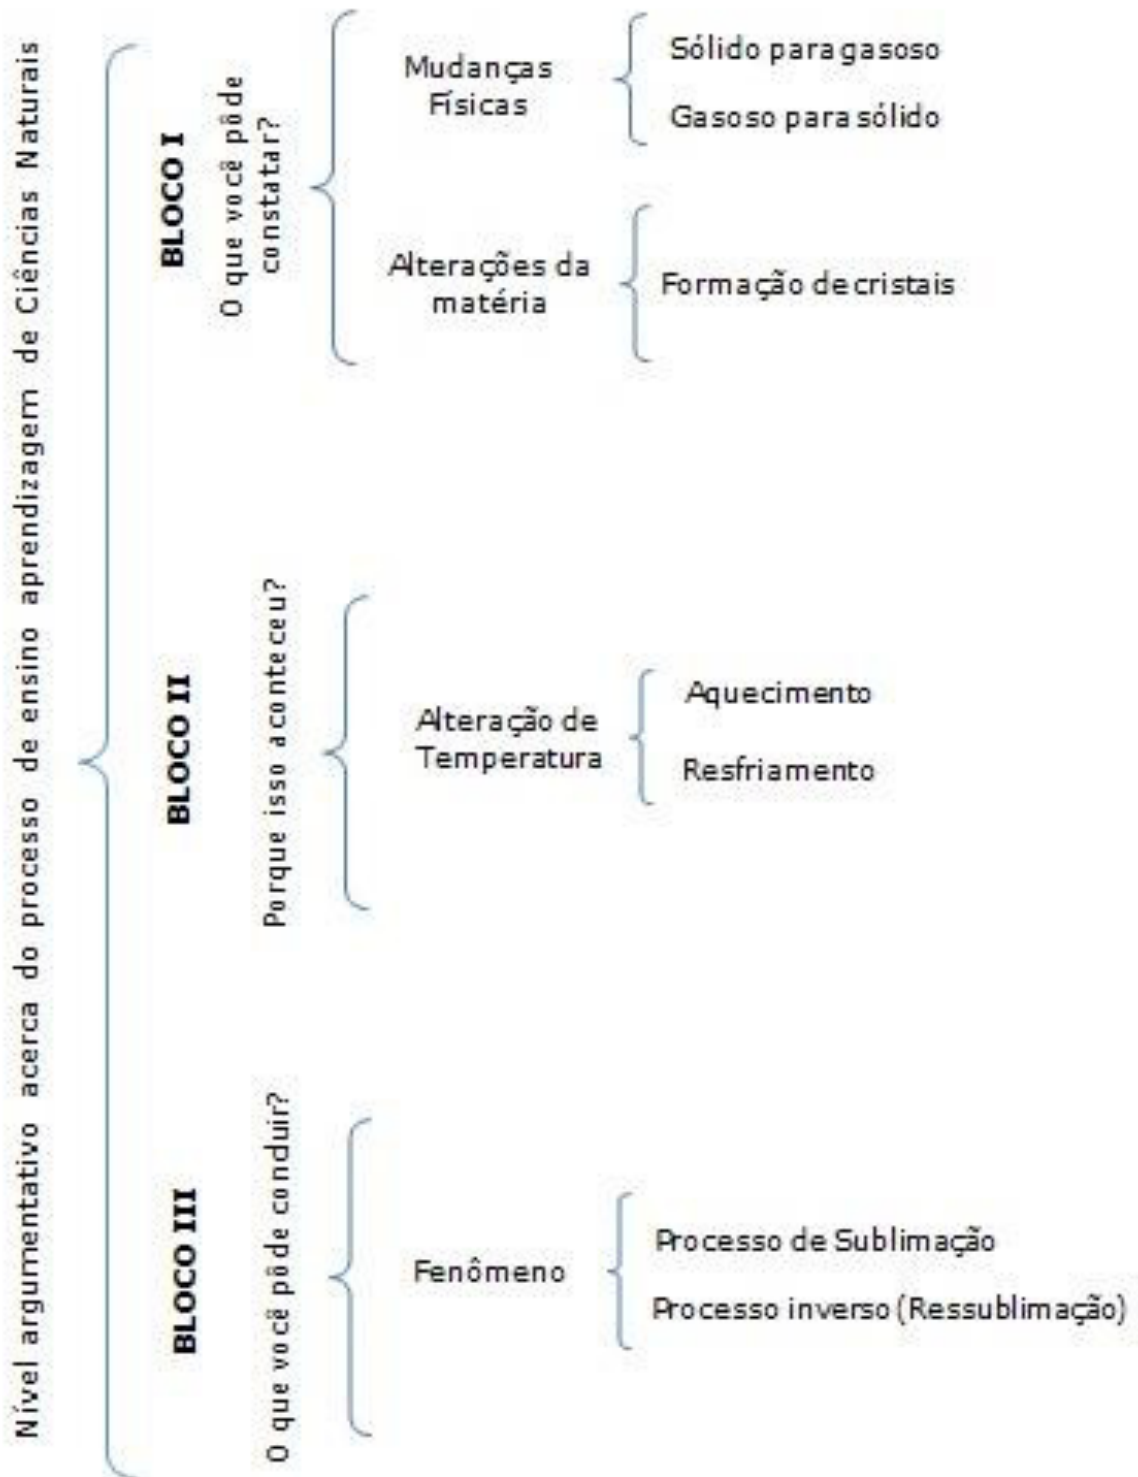 Nível argumentativo acerca do processo de ensino aprendizagem de Ciências Naturais
BLOCO I
O que você pôde
constatar?
Mudanças
Físicas
Sólido para gasoso
Gasoso para sólido
Alterações da
matéria
Formação de cristais
BLOCO II
Porque isso aconteceu?
Alteração de
Temperatura
Aquecimento
Resfriamento
BLOCO III
O que você pôde concluir?
Fenômeno
Processo de Sublimação
Processo inverso (Ressublimação)